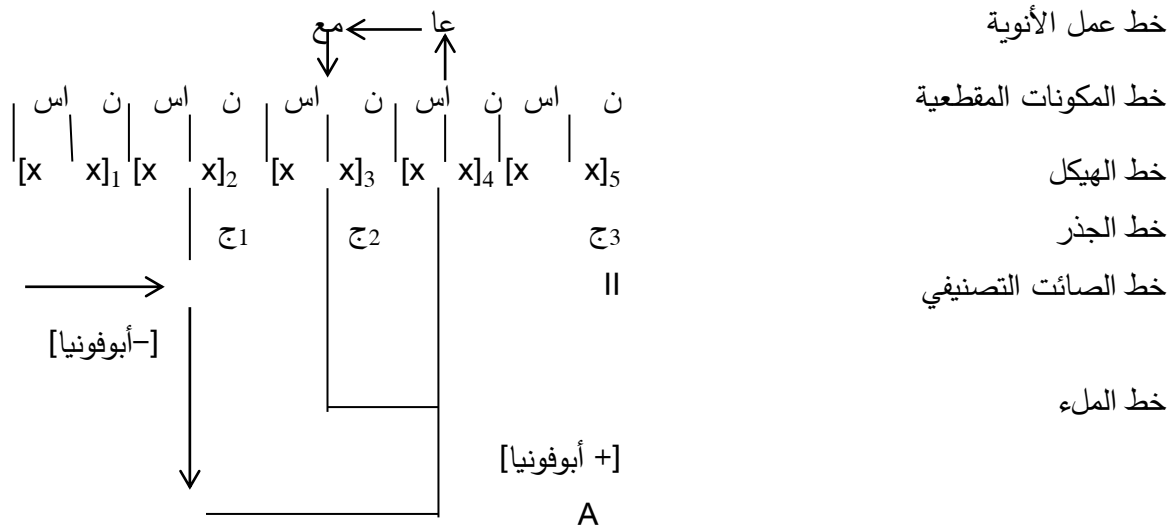 عا مع خط عمل الأنوية
ن اس ن اس ن اس ن اس ن اس خط المكونات المقطعية
[x x]1 [x x]2 [x x]3 [x x]4 [x x]5 خط الهيكل
ج1 ج2 ج3 خط الجذر
II خط الصائت التصنيفي
[–أبوفونيا]
خط الملء
[+ أبوفونيا]
A